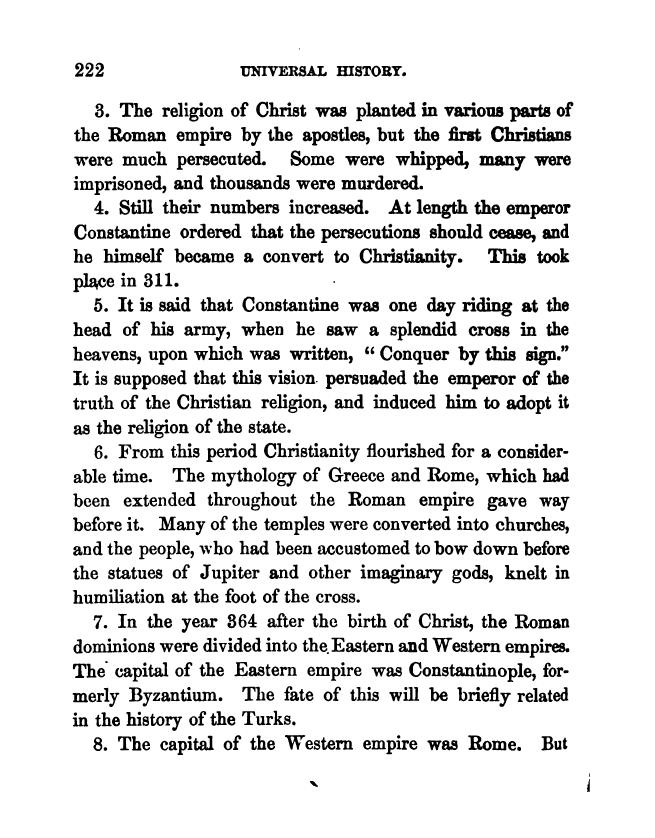 222 UNIVERSAL HISTORY.
3. The religion of Christ was planted in various parts of
the Roman empire by the apostles, but the first Christians
were much persecuted. Some were whipped, many were
imprisoned, and thousands were murdered.
4. Still their numbers increased. At length the emperor
Constantine ordered that the persecutions should cease, and
he himself became a convert to Christianity. This took
place in 311.
5. It is said that Constantine was one day riding at the
head of his army, when he saw a splendid cross in the
heavens, upon which was written, “ Conquer by this sign.”
It is supposed that this vision persuaded the emperor of the
truth of the Christian religion, and induced him to adopt it
as the religion of the state.
6. From this period Christianity flourished for a consider-
able time. The mythology of Greece and Rome, which had
been extended throughout the Roman empire gave way
before it. Many of the temples were converted into churches,
and the people, who had been accustomed to bow down before
the statues of Jupiter and other imaginary gods, knelt in
humiliation at the foot of the cross.
7. In the year 364 after the birth of Christ, the Roman
dominions were divided into the Eastern and Western empires.
The capital of the Eastern empire was Constantinople, for-
merly Byzantium. The fate of this will be briefly related
in the history of the Turks.
8. The capital of the Western empire was Rome. But